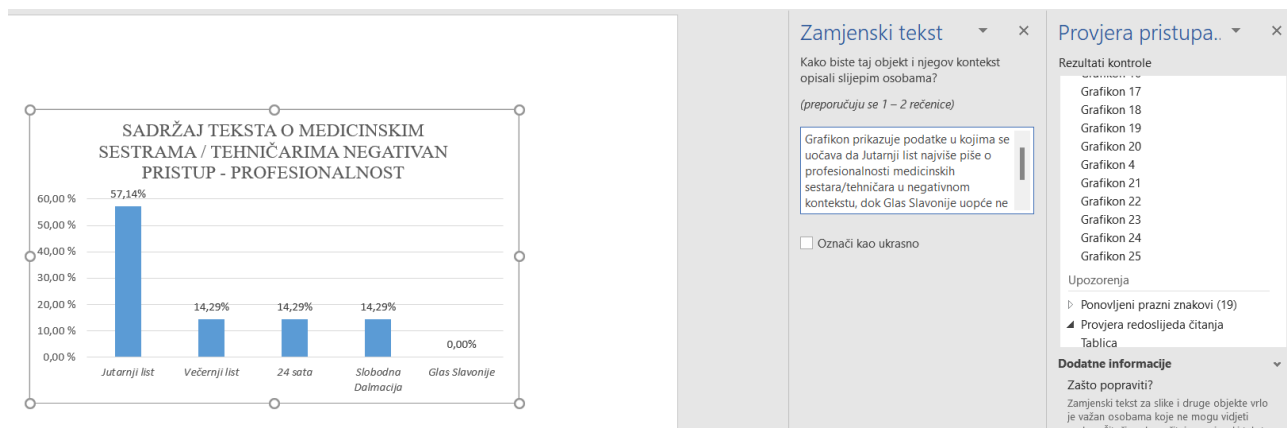 SADRŽAJ TEKSTA O MEDICINSKIM
SESTRAMA / TEHNIČARIMA NEGATIVAN
PRISTUP - PROFESIONALNOST
60,00 %
50,00 %
40,00 %
30,00 %
20,00 %
10,00 %
0,00 %
57,14%
14,29%
14,29%
14,29%
0,00%
Jutarnji list
Večernji list
24 sata
Slobodna
Dalmacija
Glas Slavonije
Zamjenski tekst
Kako biste taj objekt i njegov kontekst
opisali slijepim osobama?
(preporučuju se 1 – 2 rečenice)
Grafikon prikazuje podatke u kojima se
uočava da Jutarnji list najviše piše o
profesionalnosti medicinskih
sestara/tehničara u negativnom
kontekstu, dok Glas Slavonije uopće ne
Označi kao ukrasno
Provjera pristupa..
Rezultati kontrole
Grafikon 17
Grafikon 18
Grafikon 19
Grafikon 20
Grafikon 4
Grafikon 21
Grafikon 22
Grafikon 23
Grafikon 24
Grafikon 25
Upozorenja
Ponovljeni prazni znakovi (19)
Provjera redoslijeda čitanja
Tablica
Dodatne informacije
Zašto popraviti?
Zamjenski tekst za slike i druge objekte vrlo
je važan osobama koje ne mogu vidjeti